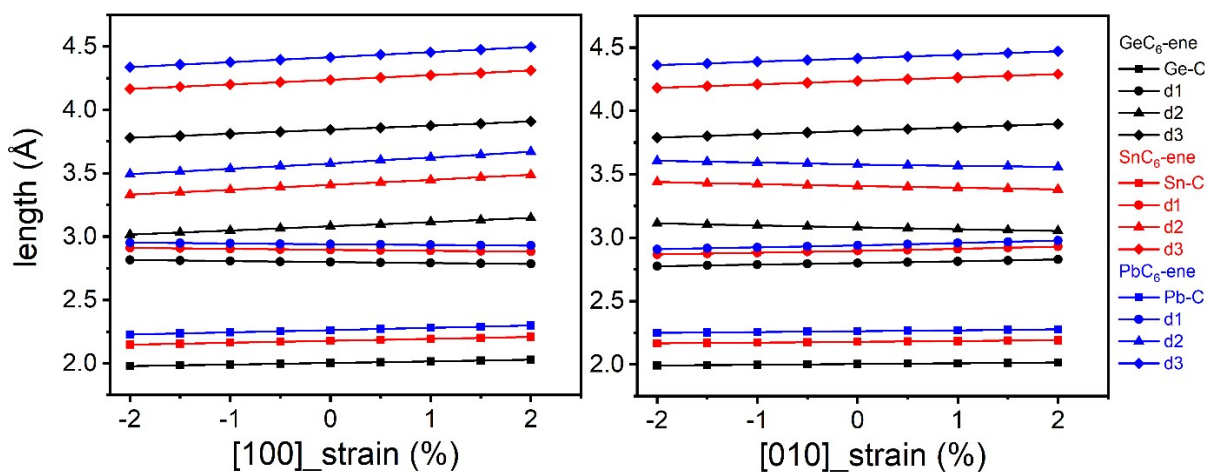 length (Å)
4.5
4.0
3.5
3.0
2.5
2.0
-2 -1 0 1 2
[100]_strain (%)
4.5
4.0
3.5
3.0
2.5
2.0
-2 -1 0 1 2
[010]_strain (%)
GeC₆-ene
Ge-C
d1
d2
d3
SnC₆-ene
Sn-C
d1
d2
d3
PbC₆-ene
Pb-C
d1
d2
d3